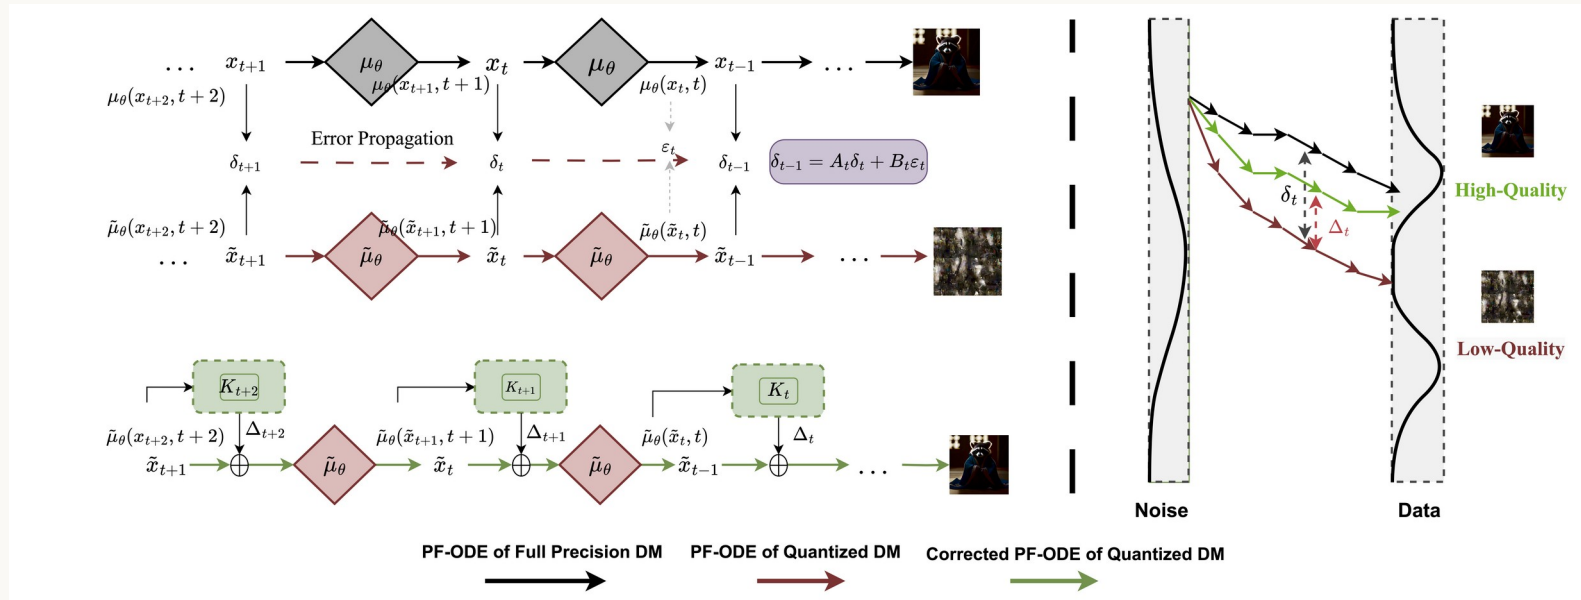 ... x_{t+1} μ_θ x_t μ_θ x_{t-1} ...
μ_θ(x_{t+2}, t + 2) μ_θ(x_{t+1}, t + 1) μ_θ(x_t, t)
Error Propagation
δ_{t+1} δ_t ε_t δ_{t-1} δ_{t-1} = A_tδ_t + B_tε_t
μ̃_θ(x_{t+2}, t + 2) μ̃_θ(x̃_{t+1}, t + 1) μ̃_θ(x̃_t, t)
... x̃_{t+1} μ̃_θ x̃_t μ̃_θ x̃_{t-1} ...
K_{t+2} K_{t+1} K_t
Δ_{t+2} Δ_{t+1} Δ_t
μ̃_θ(x_{t+2}, t + 2) μ̃_θ(x̃_{t+1}, t + 1) μ̃_θ(x̃_t, t)
x̃_{t+1} ⊕ μ̃_θ x̃_t ⊕ μ̃_θ x̃_{t-1} ⊕ ...
δ_t
Δ_t
High-Quality
Low-Quality
Noise Data
PF-ODE of Full Precision DM PF-ODE of Quantized DM Corrected PF-ODE of Quantized DM